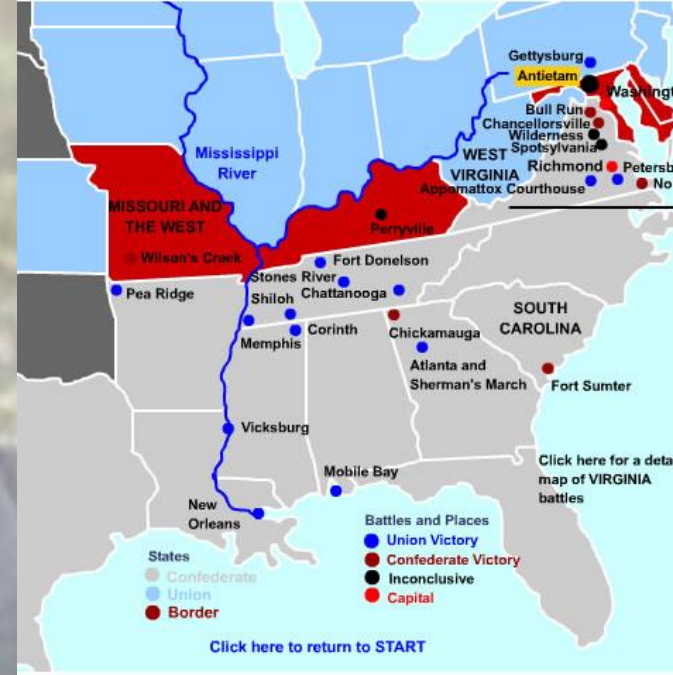 Gettysburg
Antietam
Washingt
Bull Run
Chancellorsville
Wilderness
Spotsylvania
Richmond
Petersb
No
Appomattox Courthouse
WEST
VIRGINIA
Mississippi
River
MISSOURI AND
THE WEST
Perryville
Wilson's Creek
Fort Donelson
Stones River
Pea Ridge
Shiloh
Chattanooga
SOUTH
CAROLINA
Memphis
Corinth
Chickamauga
Atlanta and
Sherman's March
Fort Sumter
Vicksburg
Click here for a deta
map of VIRGINIA
battles
Mobile Bay
New
Orleans
Battles and Places
Union Victory
Confederate Victory
Inconclusive
Capital
States
Confederate
Union
Border
Click here to return to START